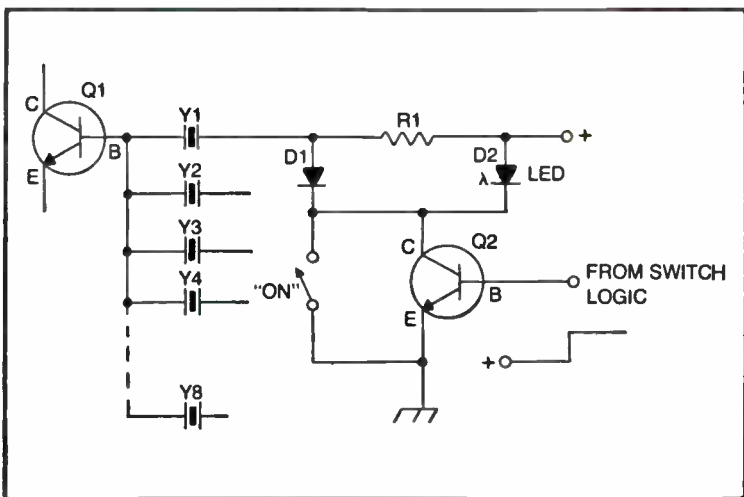 C
Q1
B
E
Y1
Y2
Y3
Y4
Y8
R1
+
D1
D2
λ LED
"ON"
C
Q2
B
E
FROM SWITCH
LOGIC
+